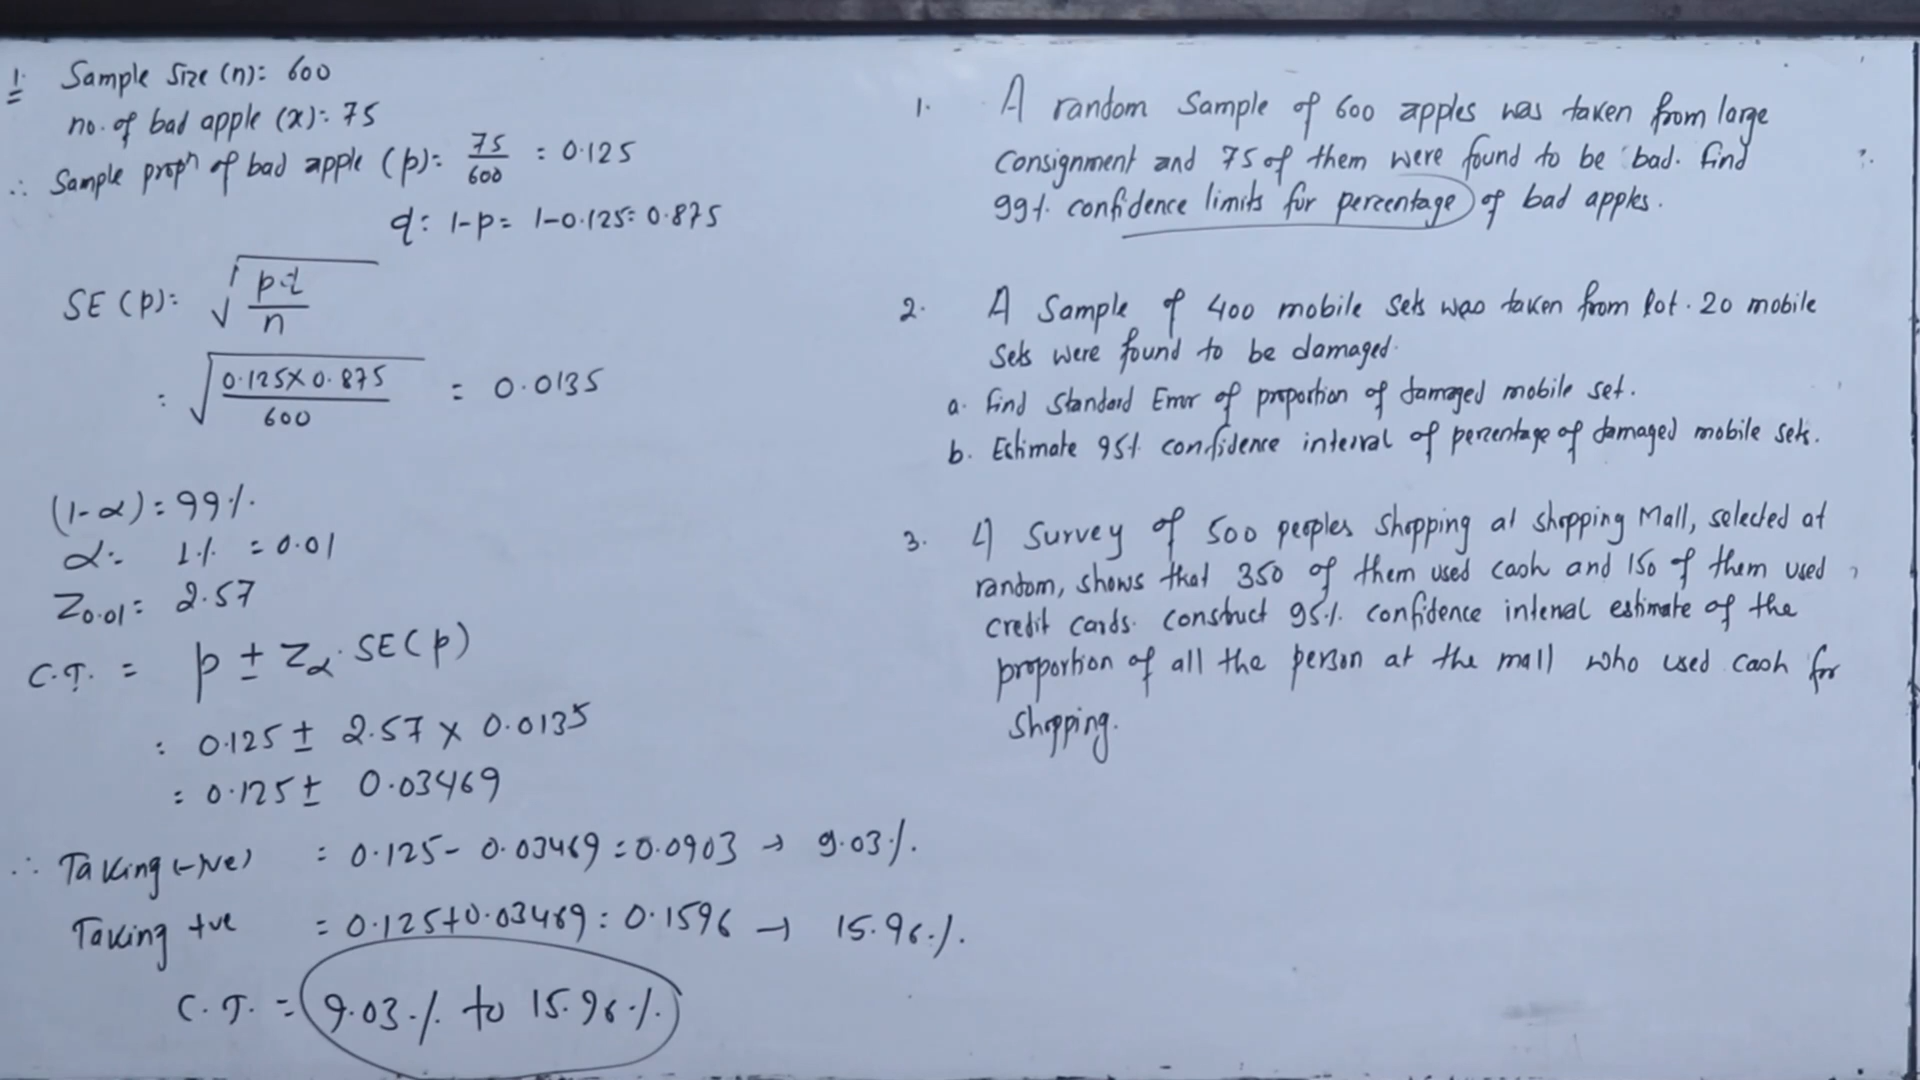 1. Sample Size (n): 600
no. of bad apple (x): 75
∴ Sample propn of bad apple (p): 75/600 = 0.125
q: 1-p = 1-0.125 = 0.875
SE (p): √(p.q/n)
= √(0.125×0.875/600) = 0.0135
(1-α) = 99%.
α = 1% = 0.01
Z0.01 = 2.57
C.I. = p ± Zα . SE(p)
= 0.125 ± 2.57 × 0.0135
= 0.125 ± 0.03469
∴ Taking (-ve) = 0.125 - 0.03469 = 0.0903 → 9.03%.
Taking +ve = 0.125+0.03469 = 0.1596 → 15.96%.
C.I. = 9.03% to 15.96%.
1. A random Sample of 600 apples was taken from large
Consignment and 75 of them were found to be bad. find
99% confidence limits for percentage of bad apples.
2. A Sample of 400 mobile Sets was taken from lot. 20 mobile
Sets were found to be damaged.
a. find Standard Error of proportion of damaged mobile set.
b. Estimate 95% confidence interval of percentage of damaged mobile sets.
3. A Survey of 500 peoples Shopping at shopping Mall, selected at
random, shows that 350 of them used cash and 150 of them used
credit cards. construct 95% confidence interval estimate of the
proportion of all the person at the mall who used cash for
Shopping.